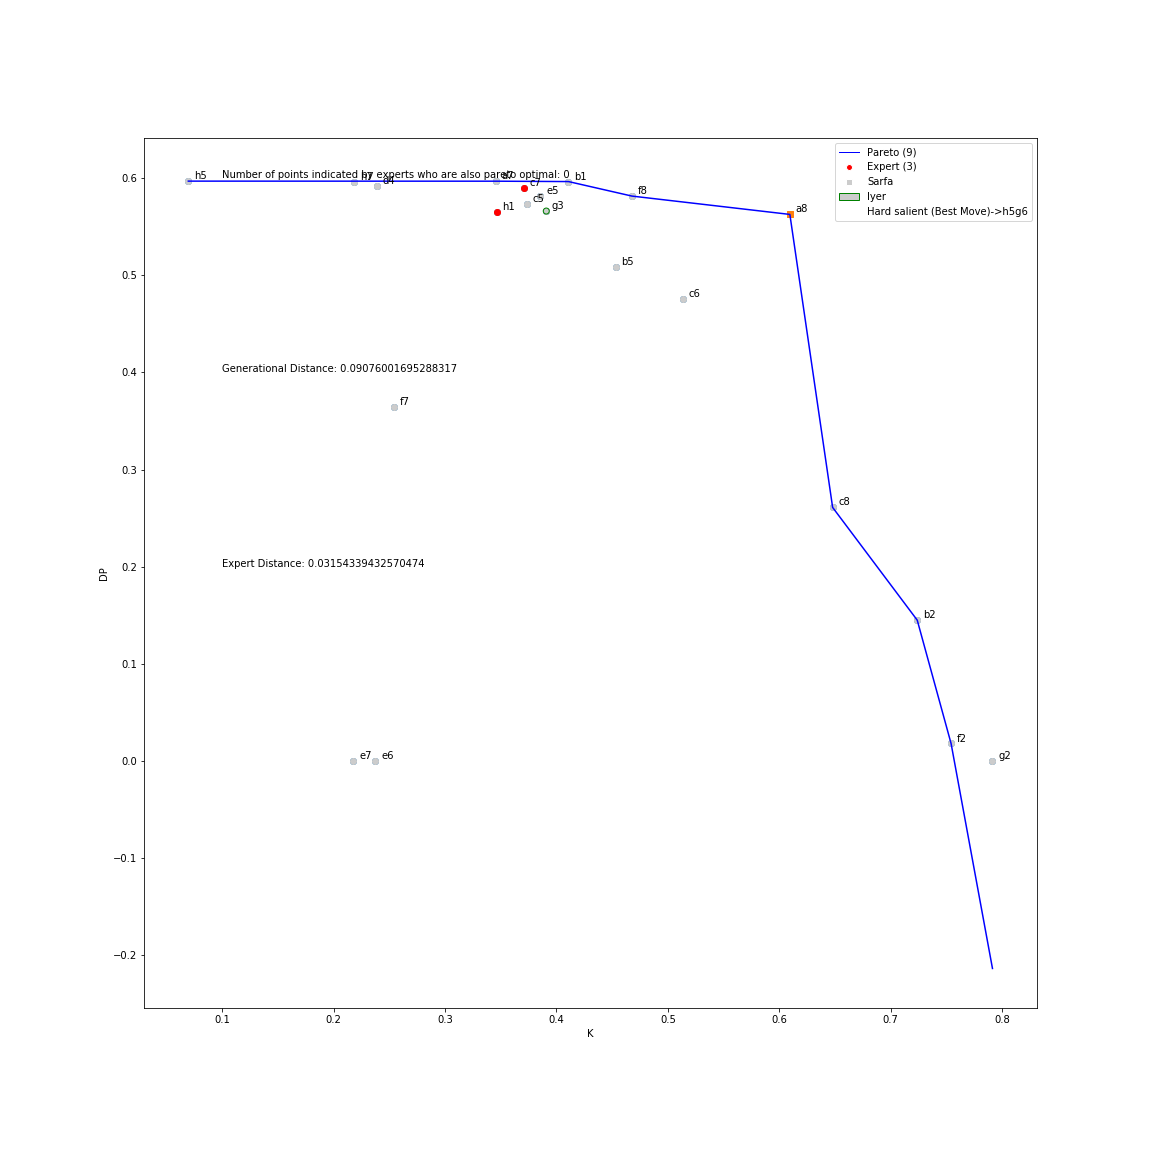 Pareto (9)
Expert (3)
Sarfa
Iyer
Hard salient (Best Move)->h5g6
0.6
0.5
0.4
0.3
0.2
0.1
0.0
−0.1
−0.2
DP
h5
Number of points indicated by experts who are also pareto optimal: 0
b1
c7
e5
f8
c5
g3
h1
a8
b5
c6
Generational Distance: 0.09076001695288317
f7
c8
Expert Distance: 0.03154339432570474
b2
f2
e7
e6
g2
0.1
0.2
0.3
0.4
0.5
0.6
0.7
0.8
K